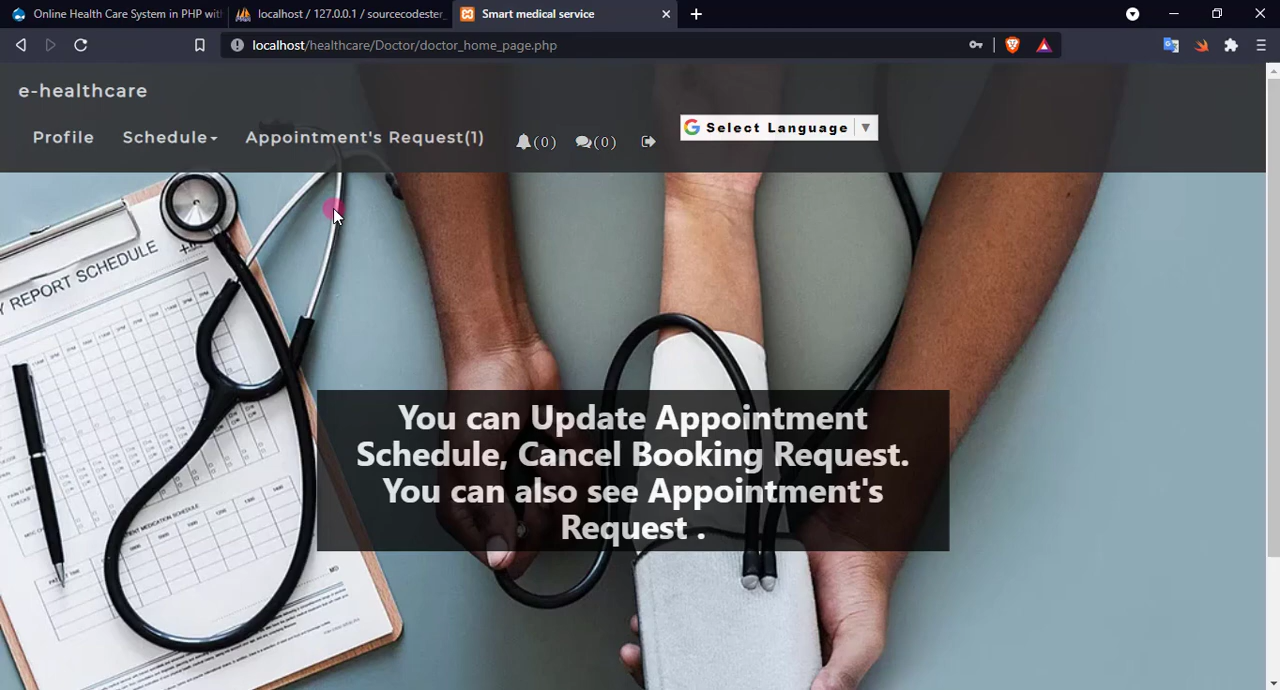 Online Health Care System in PHP wit
localhost / 127.0.0.1 / sourcecodester_
Smart medical service
localhost/healthcare/Doctor/doctor_home_page.php
e-healthcare
Profile
Schedule
Appointment's Request(1)
(0)
(0)
Select Language
Y REPORT SCHEDULE
You can Update Appointment
Schedule, Cancel Booking Request.
You can also see Appointment's
Request .